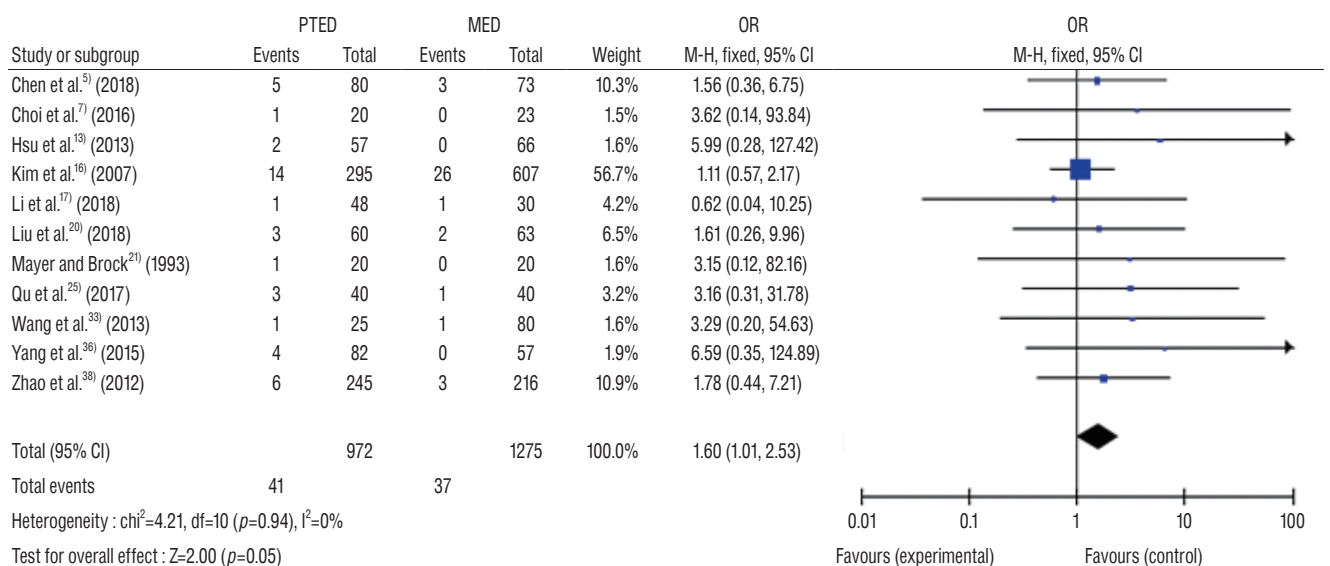 PTED MED OR OR
Study or subgroup Events Total Events Total Weight M-H, fixed, 95% CI M-H, fixed, 95% CI
Chen et al.5) (2018) 5 80 3 73 10.3% 1.56 (0.36, 6.75)
Choi et al.7) (2016) 1 20 0 23 1.5% 3.62 (0.14, 93.84)
Hsu et al.13) (2013) 2 57 0 66 1.6% 5.99 (0.28, 127.42)
Kim et al.16) (2007) 14 295 26 607 56.7% 1.11 (0.57, 2.17)
Li et al.17) (2018) 1 48 1 30 4.2% 0.62 (0.04, 10.25)
Liu et al.20) (2018) 3 60 2 63 6.5% 1.61 (0.26, 9.96)
Mayer and Brock21) (1993) 1 20 0 20 1.6% 3.15 (0.12, 82.16)
Qu et al.25) (2017) 3 40 1 40 3.2% 3.16 (0.31, 31.78)
Wang et al.33) (2013) 1 25 1 80 1.6% 3.29 (0.20, 54.63)
Yang et al.36) (2015) 4 82 0 57 1.9% 6.59 (0.35, 124.89)
Zhao et al.38) (2012) 6 245 3 216 10.9% 1.78 (0.44, 7.21)
Total (95% CI) 972 1275 100.0% 1.60 (1.01, 2.53)
Total events 41 37
Heterogeneity : chi2=4.21, df=10 (p=0.94), I2=0%
0.01 0.1 1 10 100
Test for overall effect : Z=2.00 (p=0.05)
Favours (experimental) Favours (control)